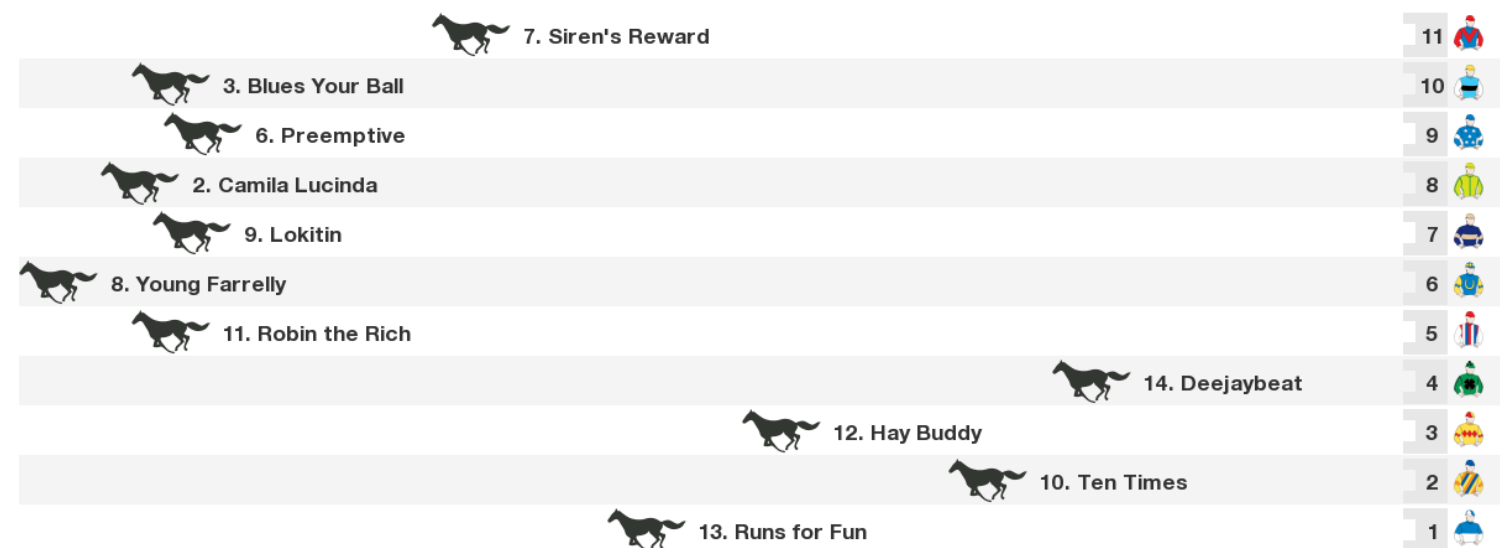 7. Siren's Reward 11
3. Blues Your Ball 10
6. Preemptive 9
2. Camila Lucinda 8
9. Lokitin 7
8. Young Farrelly 6
11. Robin the Rich 5
14. Deejaybeat 4
12. Hay Buddy 3
10. Ten Times 2
13. Runs for Fun 1